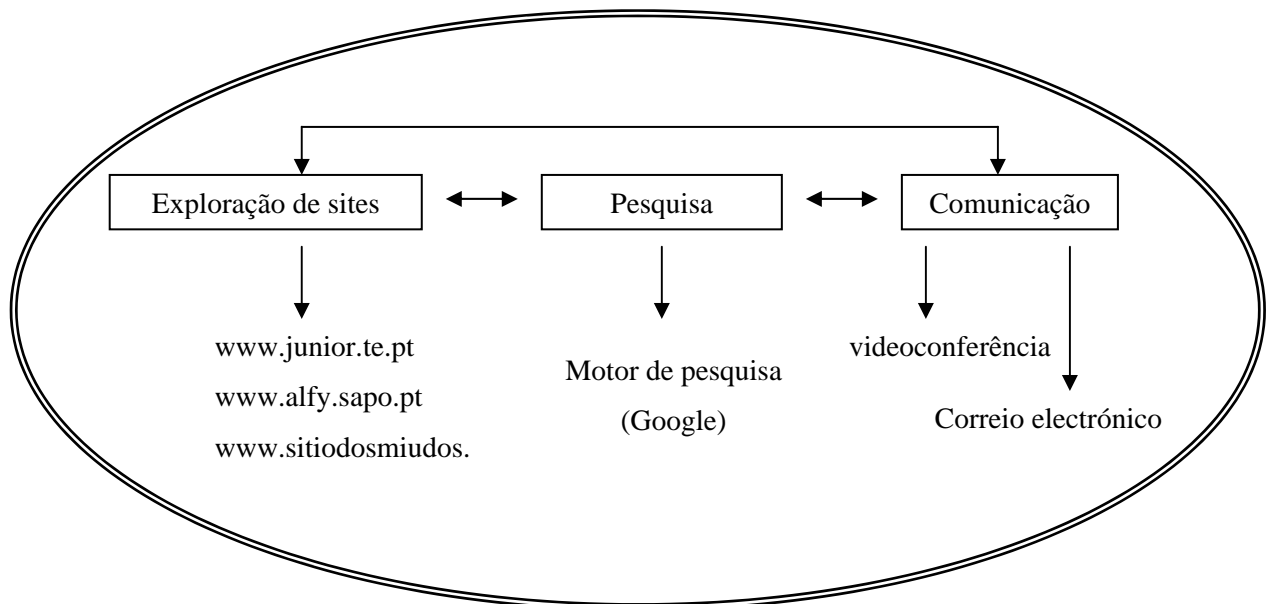 Exploração de sites
Pesquisa
Comunicação
www.junior.te.pt
www.alfy.sapo.pt
www.sitiodosmiudos.
Motor de pesquisa
(Google)
videoconferência
Correio electrónico